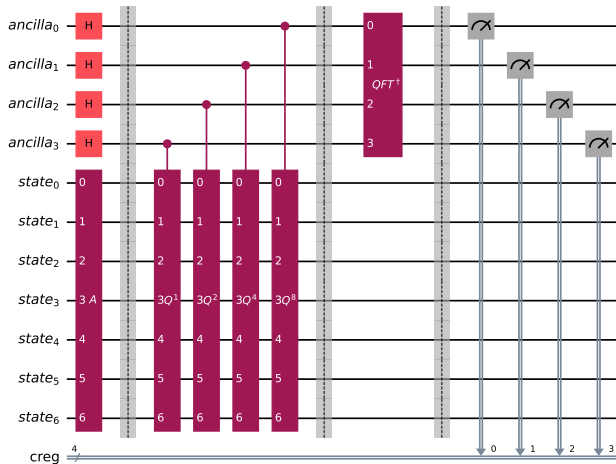 ancilla0 H 0 0
ancilla1 H 1
QFT†
ancilla2 H 2
ancilla3 H 3
state0 0 0 0 0 0
state1 1 1 1 1 1
state2 2 2 2 2 2
state3 3 A 3Q1 3Q2 3Q4 3Q8
state4 4 4 4 4 4
state5 5 5 5 5 5
state6 6 6 6 6 6
creg 4 0 1 2 3